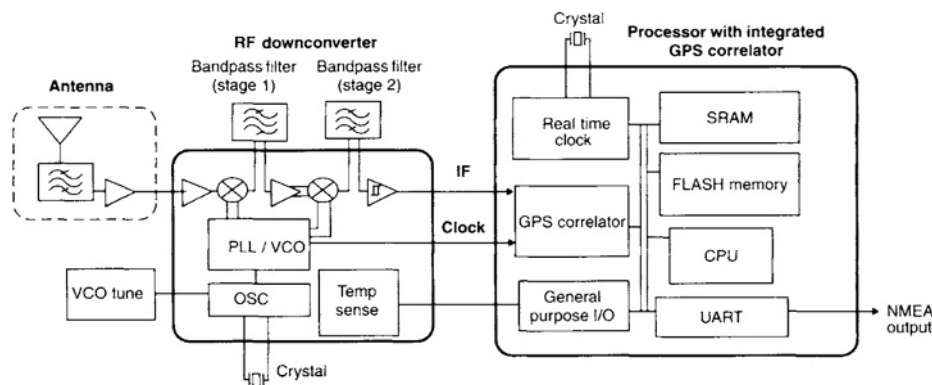 Crystal
RF downconverter
Processor with integrated
GPS correlator
Bandpass filter
(stage 1)
Bandpass filter
(stage 2)
Antenna
Real time
clock
SRAM
FLASH memory
IF
GPS correlator
Clock
PLL / VCO
CPU
VCO tune
OSC
Temp
sense
General
purpose I/O
UART
NMEA
output
Crystal